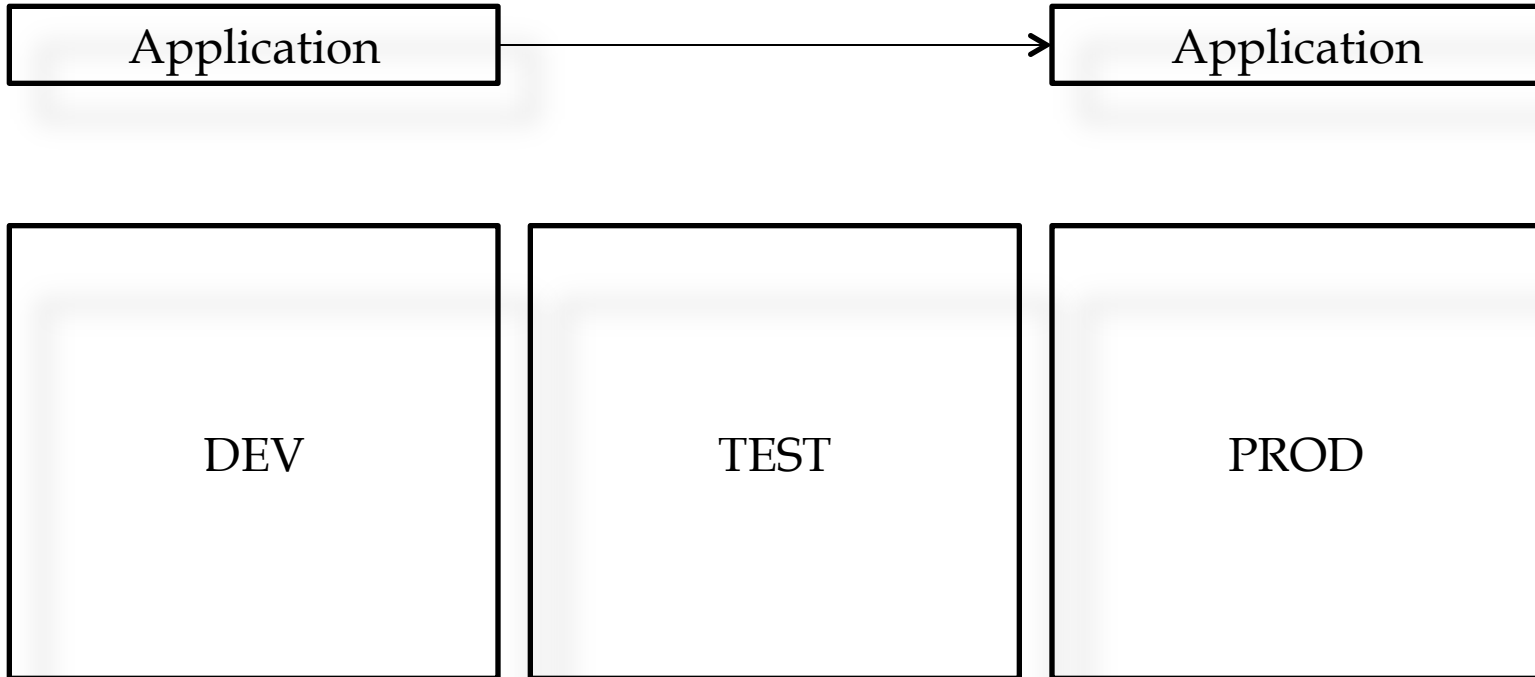 Application
Application
DEV
TEST
PROD